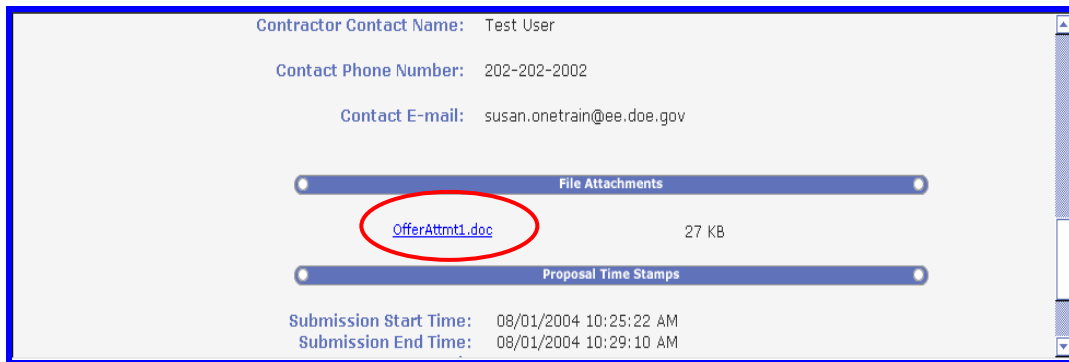 Contractor Contact Name: Test User
Contact Phone Number: 202-202-2002
Contact E-mail: susan.onetrain@ee.doe.gov
File Attachments
OfferAttmt1.doc 27 KB
Proposal Time Stamps
Submission Start Time: 08/01/2004 10:25:22 AM
Submission End Time: 08/01/2004 10:29:10 AM